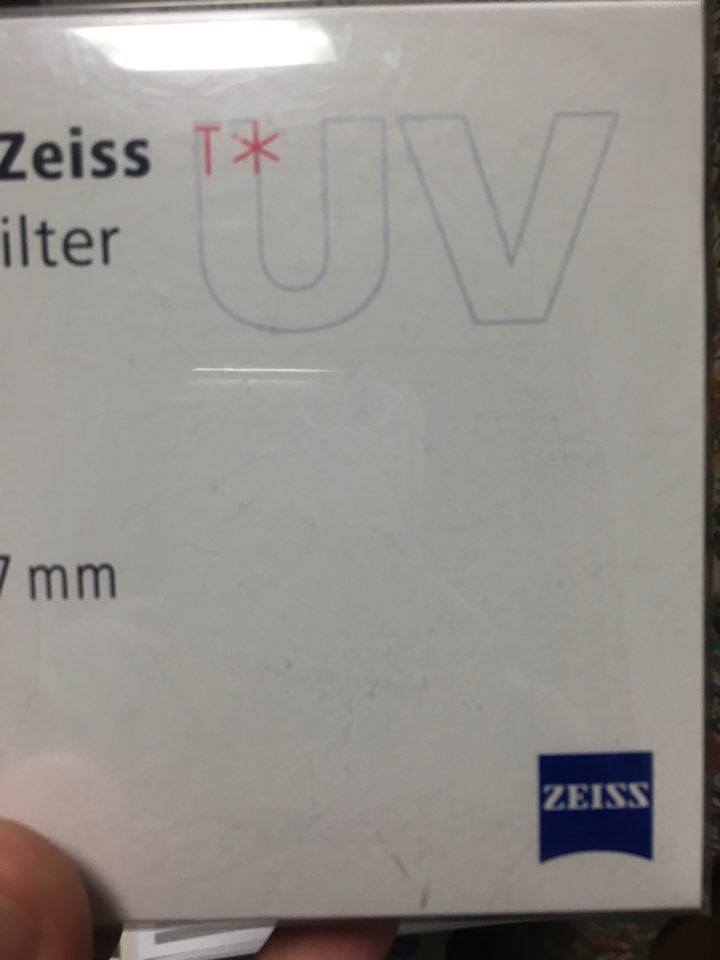 Zeiss T* UV
ilter
7 mm
ZEISS